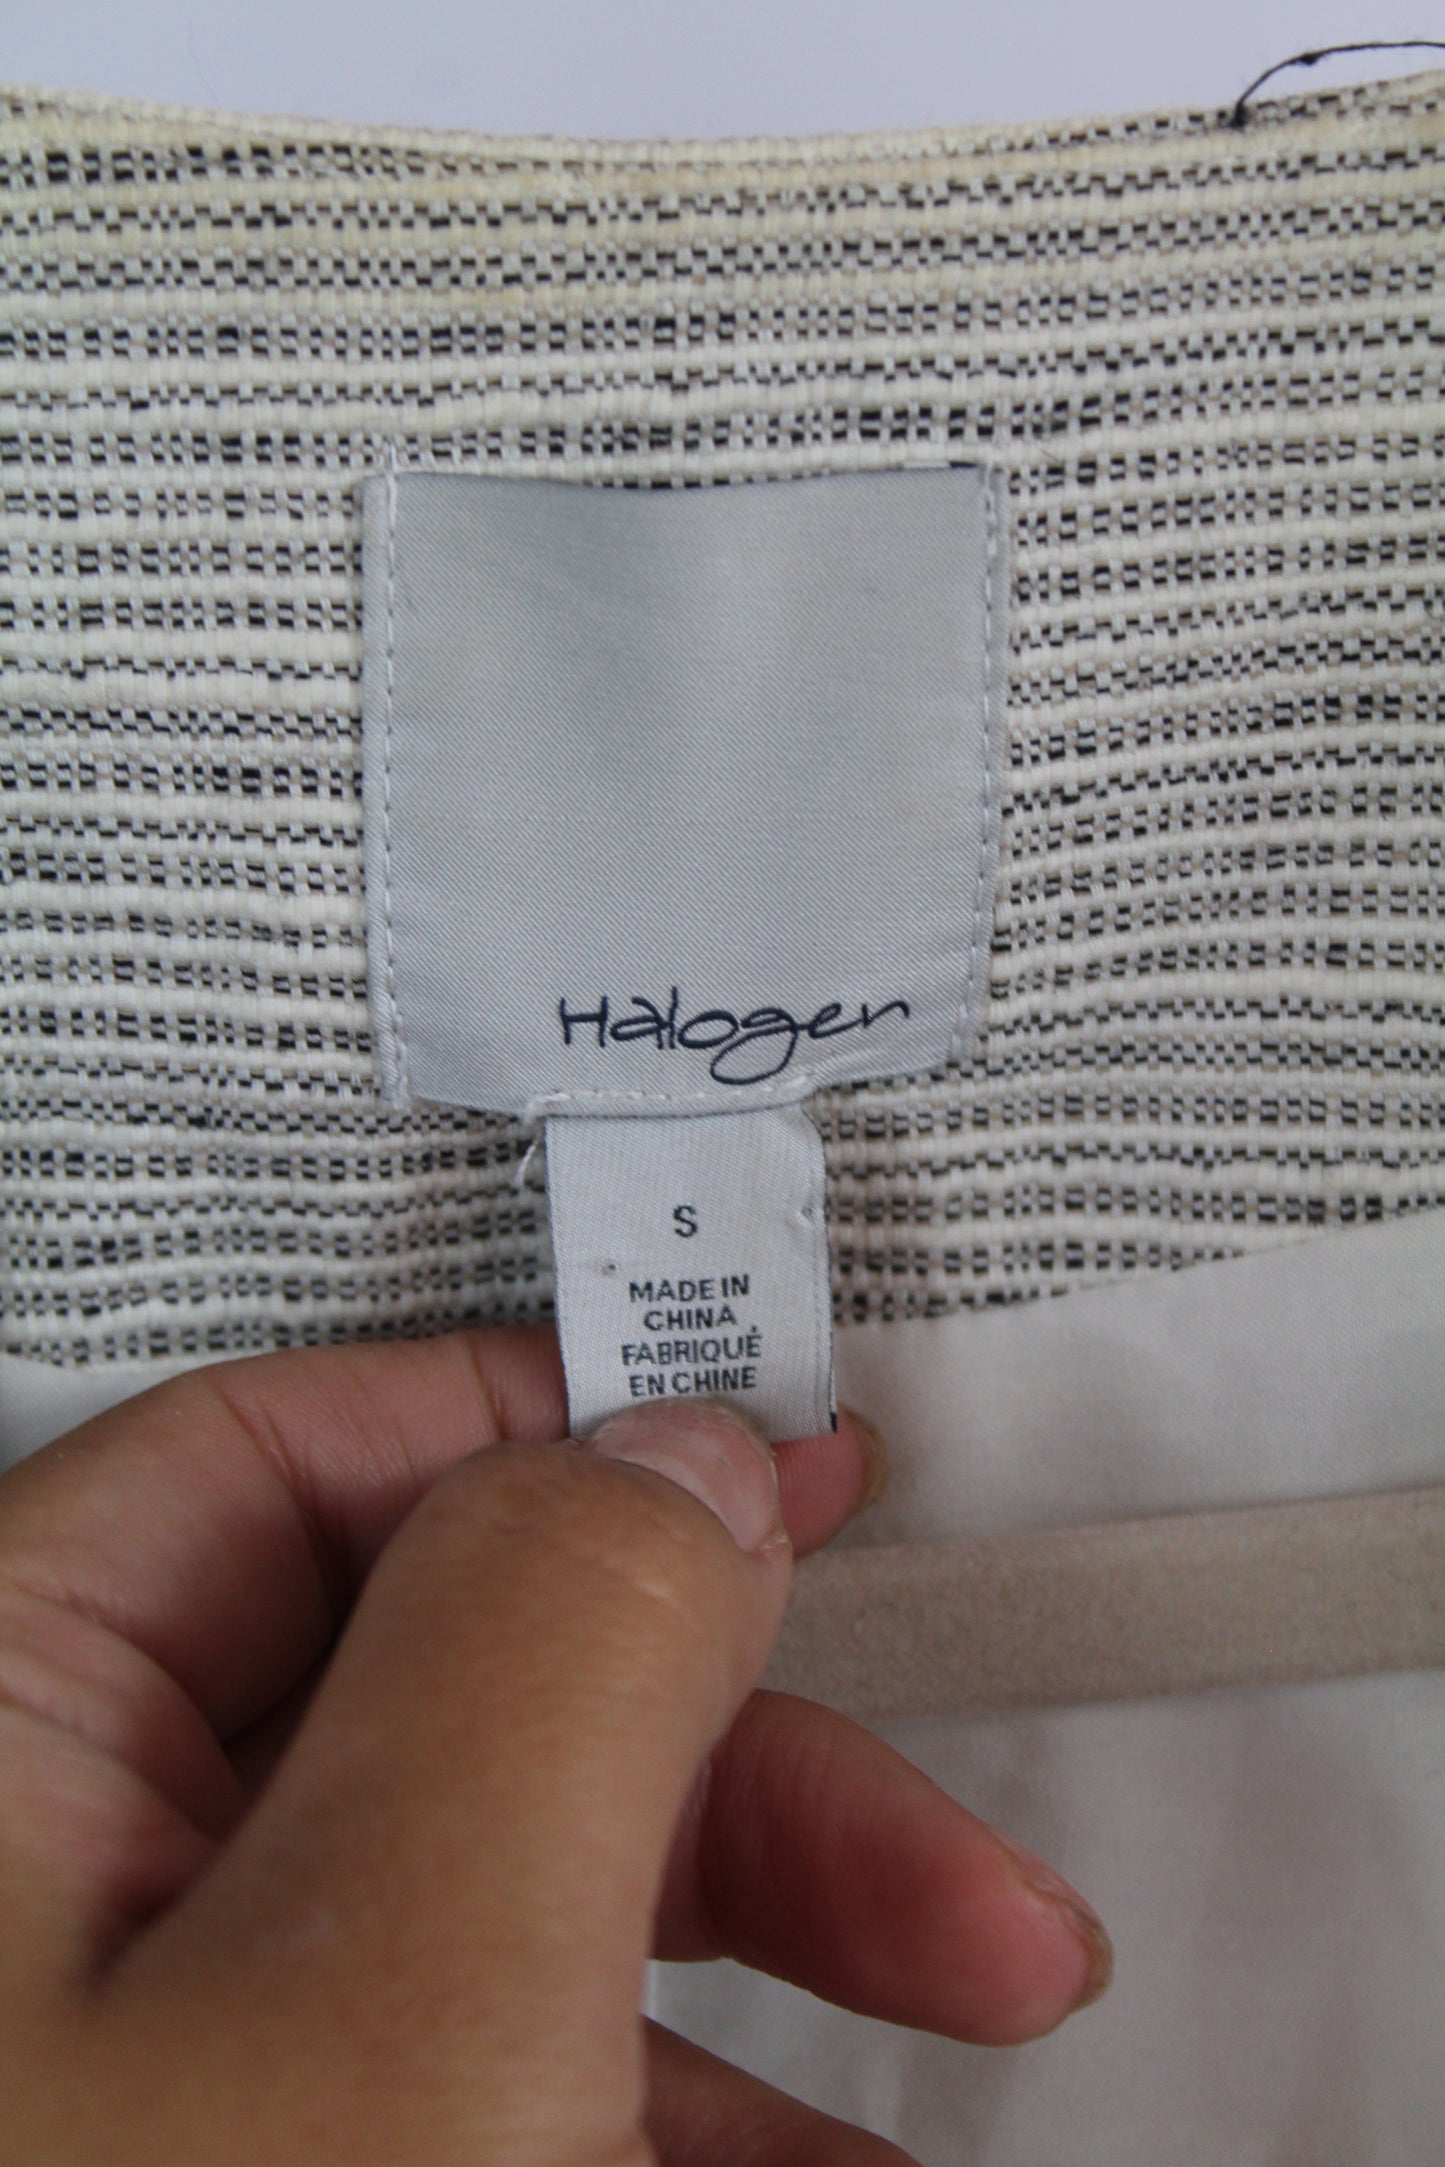 Halogen
S
MADE IN
CHINA
FABRIQUÉ
EN CHINE